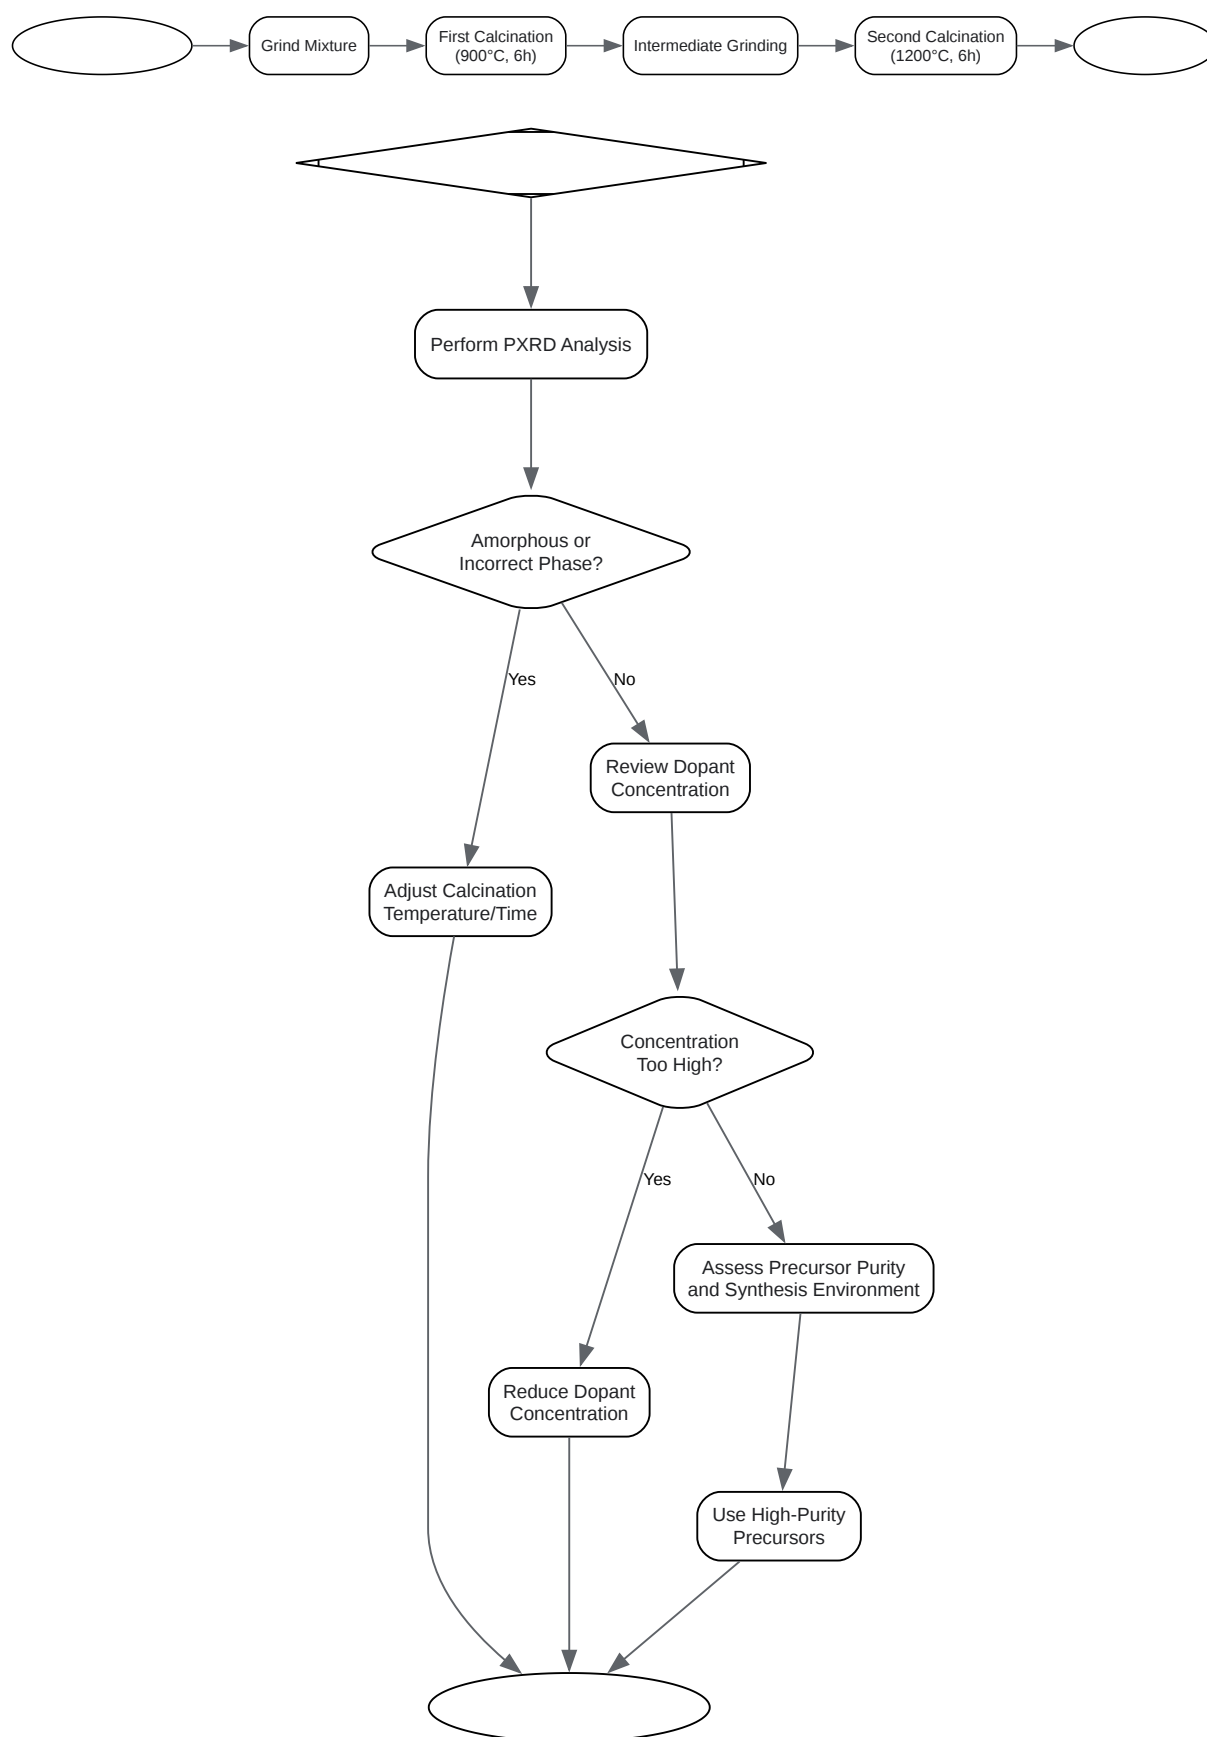 Grind Mixture
First Calcination
(900°C, 6h)
Intermediate Grinding
Second Calcination
(1200°C, 6h)
Perform PXRD Analysis
Amorphous or
Incorrect Phase?
Yes
No
Review Dopant
Concentration
Adjust Calcination
Temperature/Time
Concentration
Too High?
Yes
No
Assess Precursor Purity
and Synthesis Environment
Reduce Dopant
Concentration
Use High-Purity
Precursors